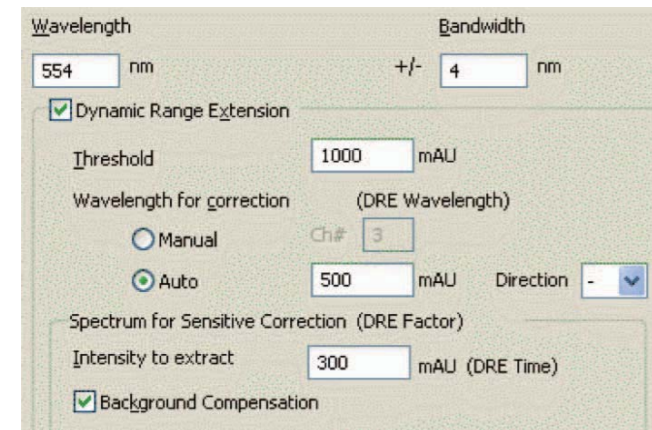 Wavelength Bandwidth
554 nm +/- 4 nm
Dynamic Range Extension
Threshold 1000 mAU
Wavelength for correction (DRE Wavelength)
Manual Ch# 3
Auto 500 mAU Direction -
Spectrum for Sensitive Correction (DRE Factor)
Intensity to extract 300 mAU (DRE Time)
Background Compensation